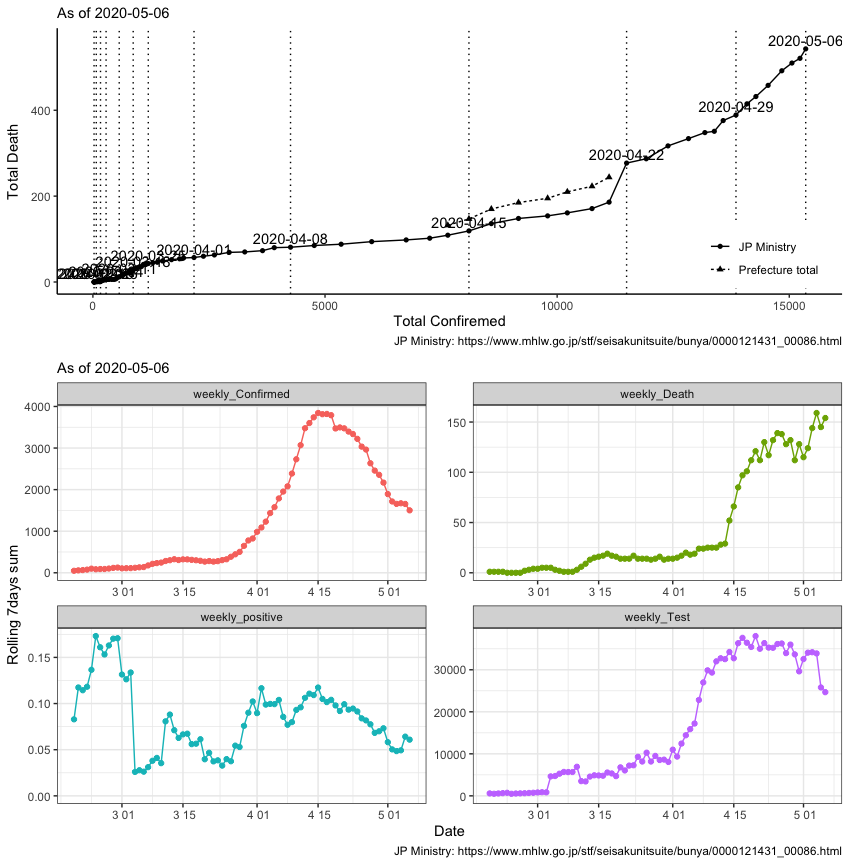 As of 2020-05-06
Total Death
400
200
0
2020-05-06
2020-04-29
2020-04-22
2020-04-15
2020-04-08
2020-04-01
JP Ministry
Prefecture total
0 5000 10000 15000
Total Confiremed
JP Ministry: https://www.mhlw.go.jp/stf/seisakunitsuite/bunya/0000121431_00086.html
As of 2020-05-06
Rolling 7days sum
weekly_Confirmed
4000
3000
2000
1000
0
3 01 3 15 4 01 4 15 5 01
weekly_Death
150
100
50
0
3 01 3 15 4 01 4 15 5 01
weekly_positive
0.15
0.10
0.05
0.00
3 01 3 15 4 01 4 15 5 01
weekly_Test
30000
20000
10000
0
3 01 3 15 4 01 4 15 5 01
Date
JP Ministry: https://www.mhlw.go.jp/stf/seisakunitsuite/bunya/0000121431_00086.html